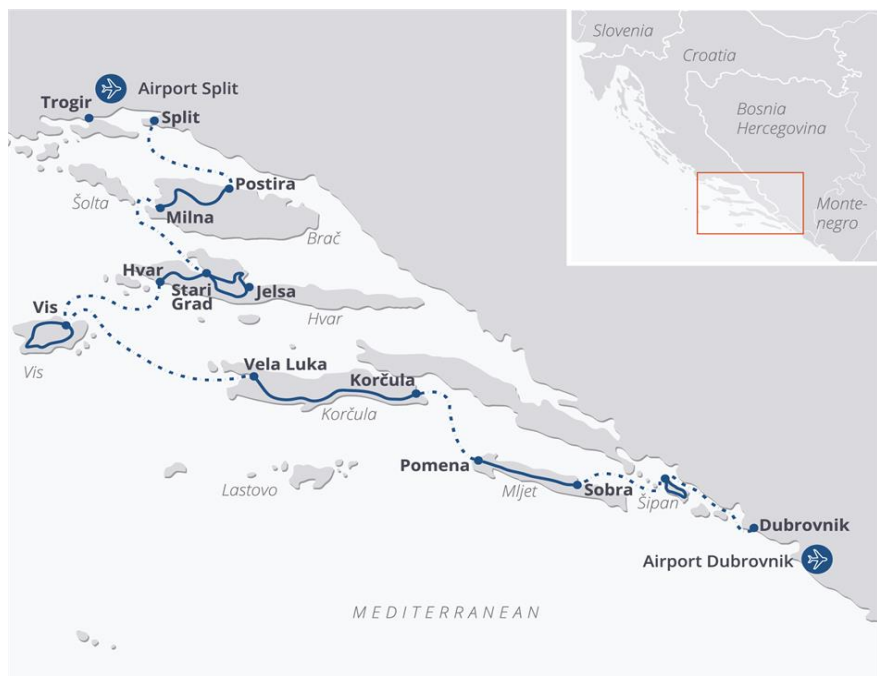 Slovenia
Croatia
Bosnia
Hercegovina
Monte-
negro
Airport Split
Trogir
Split
Postira
Šolta
Milna
Brač
Hvar
Stari
Grad
Jelsa
Hvar
Vis
Vis
Vela Luka
Korčula
Korčula
Pomena
Lastovo
Mljet
Sobra
Šipan
Dubrovnik
Airport Dubrovnik
MEDITERRANEAN